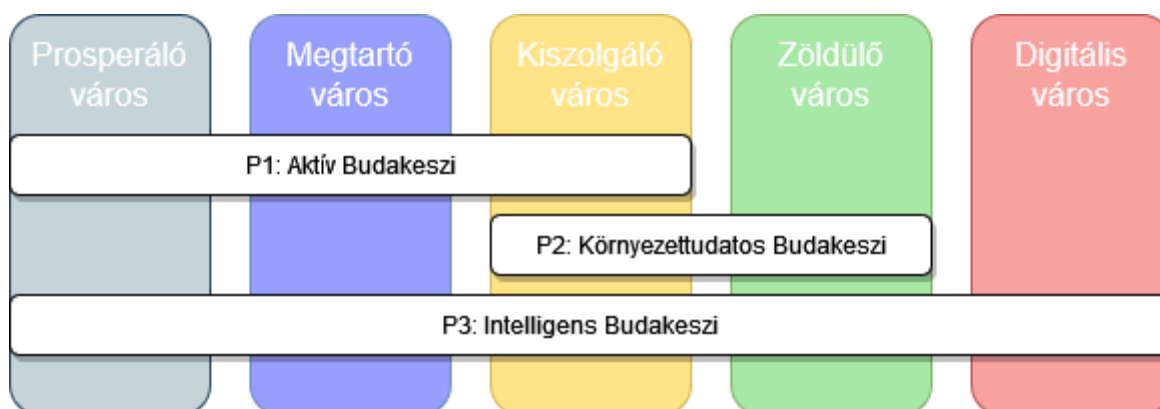 Prosperáló
város
Megtartó
város
Kiszolgáló
város
Zöldülő
város
Digitális
város
P1: Aktív Budakeszi
P2: Környezettudatos Budakeszi
P3: Intelligens Budakeszi